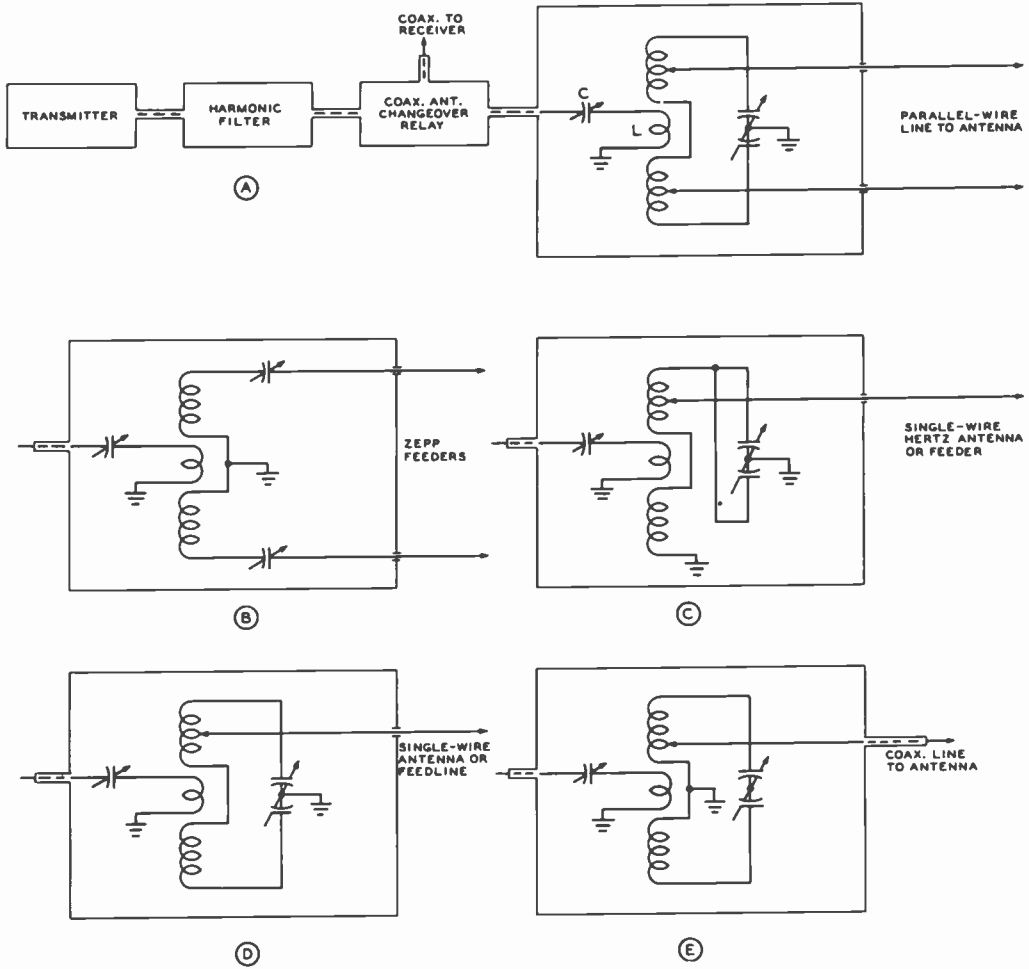 COAX. TO
RECEIVER
TRANSMITTER
HARMONIC
FILTER
COAX. ANT.
CHANGEOVER
RELAY
C
L
PARALLEL-WIRE
LINE TO ANTENNA
A
ZEPP
FEEDERS
B
SINGLE-WIRE
HERTZ ANTENNA
OR FEEDER
C
SINGLE-WIRE
ANTENNA OR
FEEDLINE
D
COAX. LINE
TO ANTENNA
E